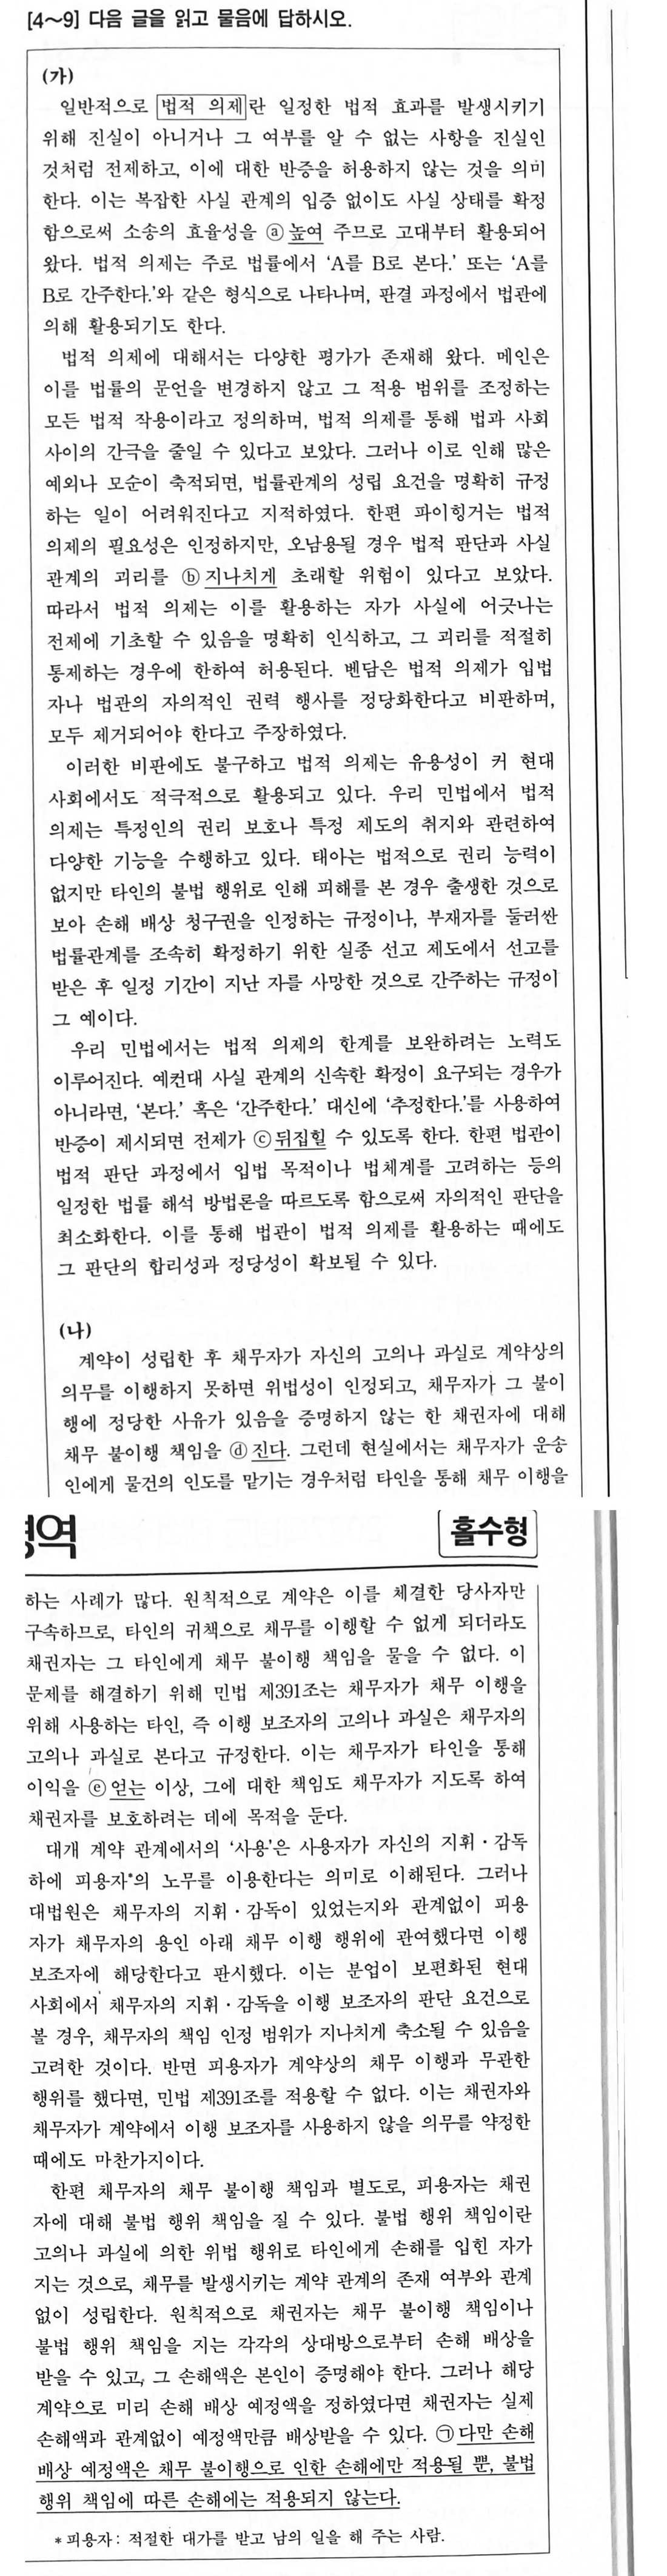 [4～9] 다음 글을 읽고 물음에 답하시오.
(가)
일반적으로 법적 의제란 일정한 법적 효과를 발생시키기
위해 진실이 아니거나 그 여부를 알 수 없는 사항을 진실인
것처럼 전제하고, 이에 대한 반증을 허용하지 않는 것을 의미
한다. 이는 복잡한 사실 관계의 입증 없이도 사실 상태를 확정
함으로써 소송의 효율성을 ⓐ높여 주므로 고대부터 활용되어
왔다. 법적 의제는 주로 법률에서 ‘A를 B로 본다.’ 또는 ‘A를
B로 간주한다.’와 같은 형식으로 나타나며, 판결 과정에서 법관에
의해 활용되기도 한다.
법적 의제에 대해서는 다양한 평가가 존재해 왔다. 메인은
이를 법률의 문언을 변경하지 않고 그 적용 범위를 조정하는
모든 법적 작용이라고 정의하며, 법적 의제를 통해 법과 사회
사이의 간극을 줄일 수 있다고 보았다. 그러나 이로 인해 많은
예외나 모순이 축적되면, 법률관계의 성립 요건을 명확히 규정
하는 일이 어려워진다고 지적하였다. 한편 파이힝거는 법적
의제의 필요성은 인정하지만, 오남용될 경우 법적 판단과 사실
관계의 괴리를 ⓑ지나치게 초래할 위험이 있다고 보았다.
따라서 법적 의제는 이를 활용하는 자가 사실에 어긋나는
전제에 기초할 수 있음을 명확히 인식하고, 그 괴리를 적절히
통제하는 경우에 한하여 허용된다. 벤담은 법적 의제가 입법
자나 법관의 자의적인 권력 행사를 정당화한다고 비판하며,
모두 제거되어야 한다고 주장하였다.
이러한 비판에도 불구하고 법적 의제는 유용성이 커 현대
사회에서도 적극적으로 활용되고 있다. 우리 민법에서 법적
의제는 특정인의 권리 보호나 특정 제도의 취지와 관련하여
다양한 기능을 수행하고 있다. 태아는 법적으로 권리 능력이
없지만 타인의 불법 행위로 인해 피해를 본 경우 출생한 것으로
보아 손해 배상 청구권을 인정하는 규정이나, 부재자를 둘러싼
법률관계를 조속히 확정하기 위한 실종 선고 제도에서 선고를
받은 후 일정 기간이 지난 자를 사망한 것으로 간주하는 규정이
그 예이다.
우리 민법에서는 법적 의제의 한계를 보완하려는 노력도
이루어진다. 예컨대 사실 관계의 신속한 확정이 요구되는 경우가
아니라면, ‘본다.’ 혹은 ‘간주한다.’ 대신에 ‘추정한다.’를 사용하여
반증이 제시되면 전제가 ⓒ뒤집힐 수 있도록 한다. 한편 법관이
법적 판단 과정에서 입법 목적이나 법체계를 고려하는 등의
일정한 법률 해석 방법론을 따르도록 함으로써 자의적인 판단을
최소화한다. 이를 통해 법관이 법적 의제를 활용하는 때에도
그 판단의 합리성과 정당성이 확보될 수 있다.
(나)
계약이 성립한 후 채무자가 자신의 고의나 과실로 계약상의
의무를 이행하지 못하면 위법성이 인정되고, 채무자가 그 불이
행에 정당한 사유가 있음을 증명하지 않는 한 채권자에 대해
채무 불이행 책임을 ⓓ진다. 그런데 현실에서는 채무자가 운송
인에게 물건의 인도를 맡기는 경우처럼 타인을 통해 채무 이행을
영역
홀수형
하는 사례가 많다. 원칙적으로 계약은 이를 체결한 당사자만
구속하므로, 타인의 귀책으로 채무를 이행할 수 없게 되더라도
채권자는 그 타인에게 채무 불이행 책임을 물을 수 없다. 이
문제를 해결하기 위해 민법 제391조는 채무자가 채무 이행을
위해 사용하는 타인, 즉 이행 보조자의 고의나 과실은 채무자의
고의나 과실로 본다고 규정한다. 이는 채무자가 타인을 통해
이익을 ⓔ얻는 이상, 그에 대한 책임도 채무자가 지도록 하여
채권자를 보호하려는 데에 목적을 둔다.
대개 계약 관계에서의 ‘사용’은 사용자가 자신의 지휘·감독
하에 피용자*의 노무를 이용한다는 의미로 이해된다. 그러나
대법원은 채무자의 지휘·감독이 있었는지와 관계없이 피용
자가 채무자의 용인 아래 채무 이행 행위에 관여했다면 이행
보조자에 해당한다고 판시했다. 이는 분업이 보편화된 현대
사회에서 채무자의 지휘·감독을 이행 보조자의 판단 요건으로
볼 경우, 채무자의 책임 인정 범위가 지나치게 축소될 수 있음을
고려한 것이다. 반면 피용자가 계약상의 채무 이행과 무관한
행위를 했다면, 민법 제391조를 적용할 수 없다. 이는 채권자와
채무자가 계약에서 이행 보조자를 사용하지 않을 의무를 약정한
때에도 마찬가지이다.
한편 채무자의 채무 불이행 책임과 별도로, 피용자는 채권
자에 대해 불법 행위 책임을 질 수 있다. 불법 행위 책임이란
고의나 과실에 의한 위법 행위로 타인에게 손해를 입힌 자가
지는 것으로, 채무를 발생시키는 계약 관계의 존재 여부와 관계
없이 성립한다. 원칙적으로 채권자는 채무 불이행 책임이나
불법 행위 책임을 지는 각각의 상대방으로부터 손해 배상을
받을 수 있고, 그 손해액은 본인이 증명해야 한다. 그러나 해당
계약으로 미리 손해 배상 예정액을 정하였다면 채권자는 실제
손해액과 관계없이 예정액만큼 배상받을 수 있다. ㉠다만 손해
배상 예정액은 채무 불이행으로 인한 손해에만 적용될 뿐, 불법
행위 책임에 따른 손해에는 적용되지 않는다.
*피용자: 적절한 대가를 받고 남의 일을 해 주는 사람.